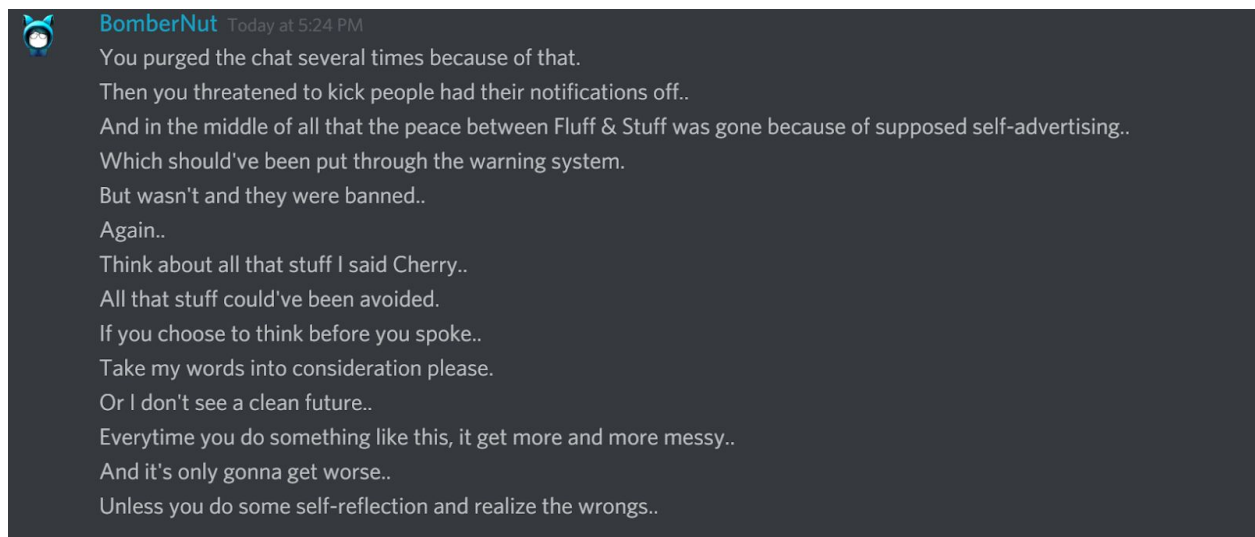 BomberNut Today at 5:24 PM
You purged the chat several times because of that.
Then you threatened to kick people had their notifications off..
And in the middle of all that the peace between Fluff & Stuff was gone because of supposed self-advertising..
Which should've been put through the warning system.
But wasn't and they were banned..
Again..
Think about all that stuff I said Cherry..
All that stuff could've been avoided.
If you choose to think before you spoke..
Take my words into consideration please.
Or I don't see a clean future..
Everytime you do something like this, it get more and more messy..
And it's only gonna get worse..
Unless you do some self-reflection and realize the wrongs..